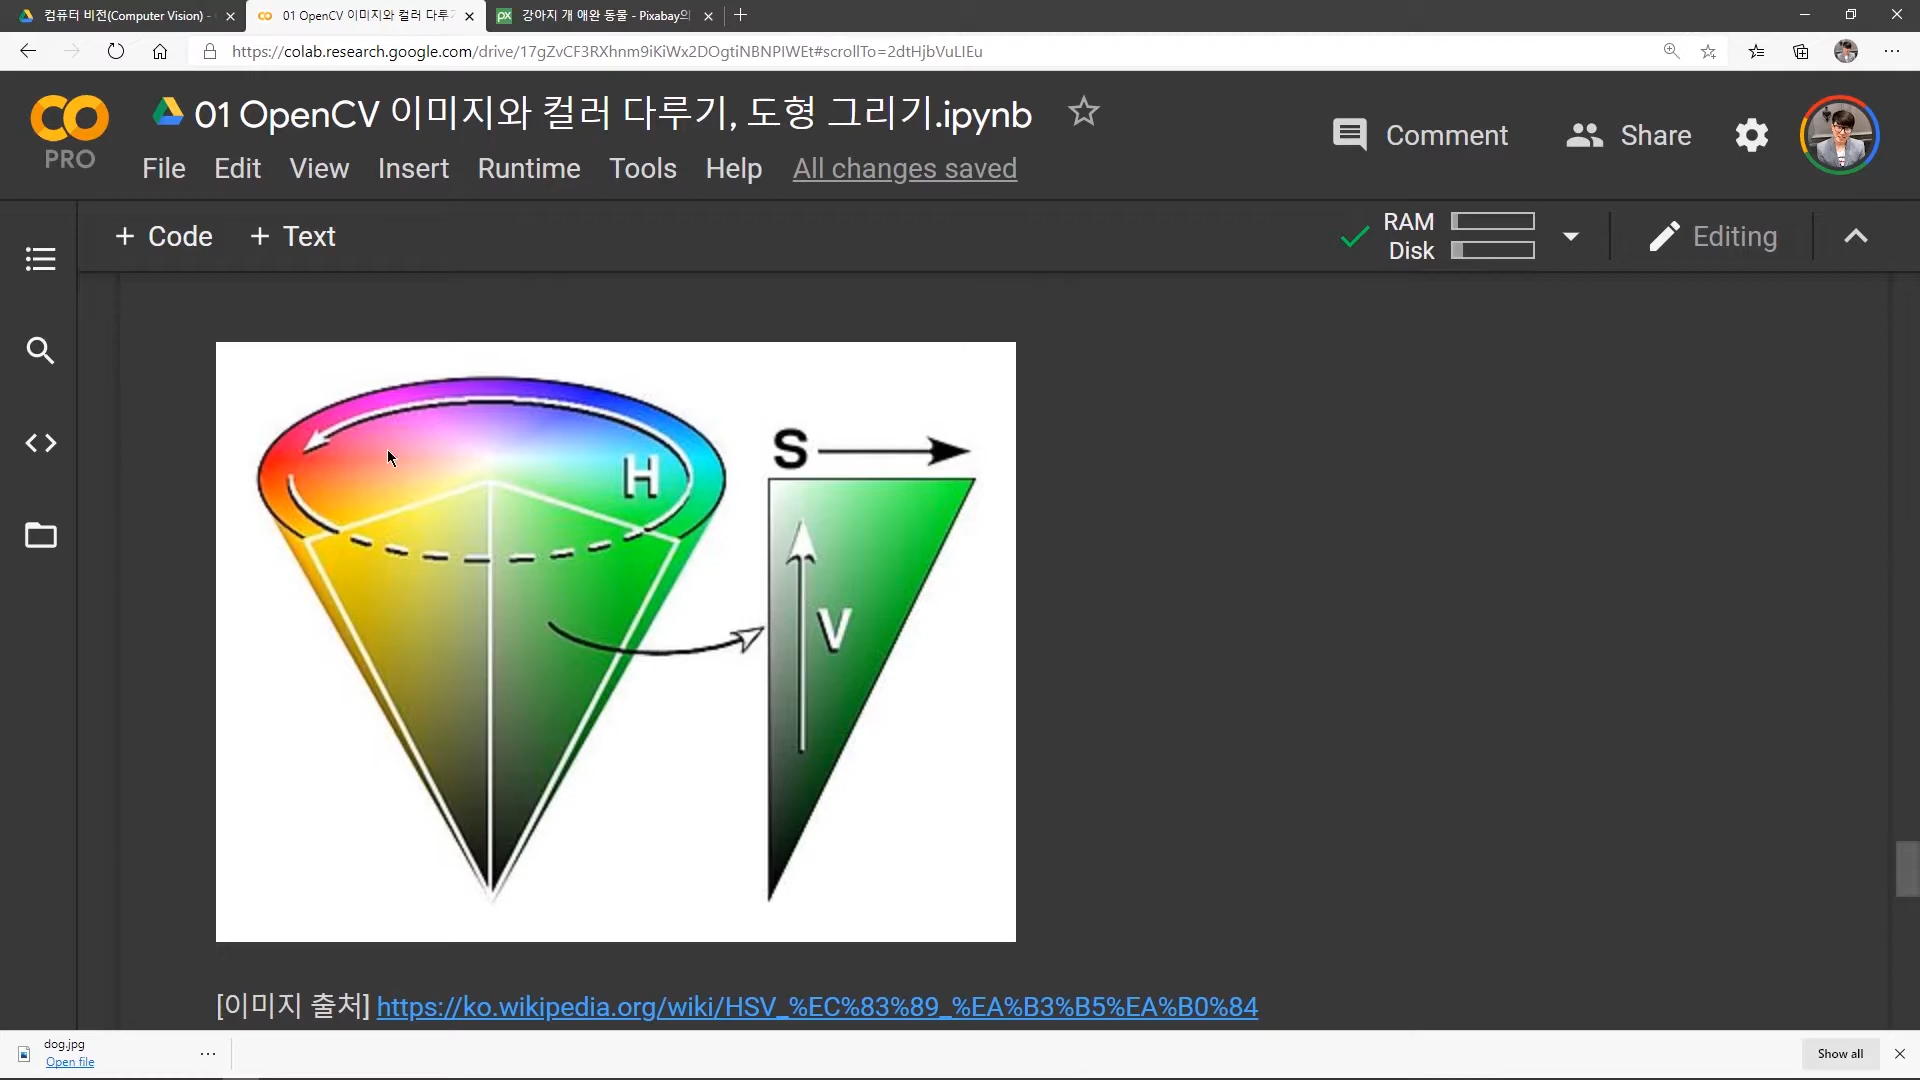 컴퓨터 비전(Computer Vision) -
01 OpenCV 이미지와 컬러 다루기
강아지 개 애완 동물 - Pixabay의
https://colab.research.google.com/drive/17gZvCF3RXhnm9iKiWx2DOgtiNBNPIWEt#scrollTo=2dtHjbVuLIEu
CO
PRO
01 OpenCV 이미지와 컬러 다루기, 도형 그리기.ipynb
File Edit View Insert Runtime Tools Help All changes saved
Comment Share
+ Code + Text
RAM
Disk
Editing
H
S
V
[이미지 출처] https://ko.wikipedia.org/wiki/HSV_%EC%83%89_%EA%B3%B5%EA%B0%84
dog.jpg
Open file
Show all